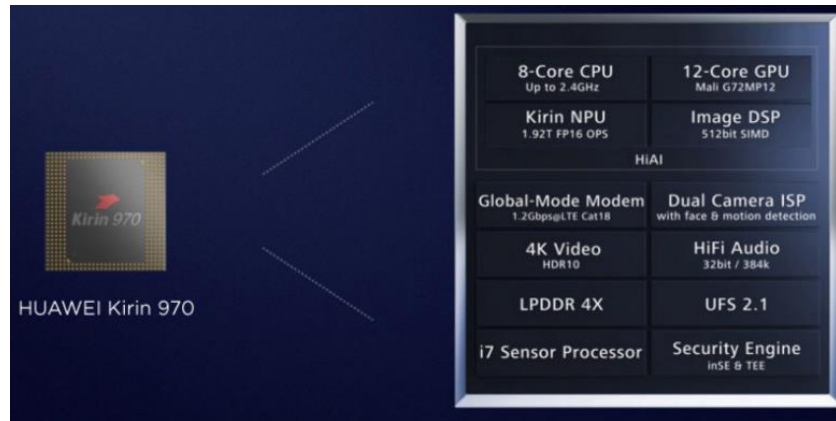 Kirin 970
HUAWEI Kirin 970
8-Core CPU
Up to 2.4GHz
12-Core GPU
Mali G72MP12
Kirin NPU
1.92T FP16 OPS
Image DSP
512bit SIMD
HiAI
Global-Mode Modem
1.2Gbps@LTE Cat18
Dual Camera ISP
with face & motion detection
4K Video
HDR10
HiFi Audio
32bit / 384k
LPDDR 4X
UFS 2.1
i7 Sensor Processor
Security Engine
inSE & TEE